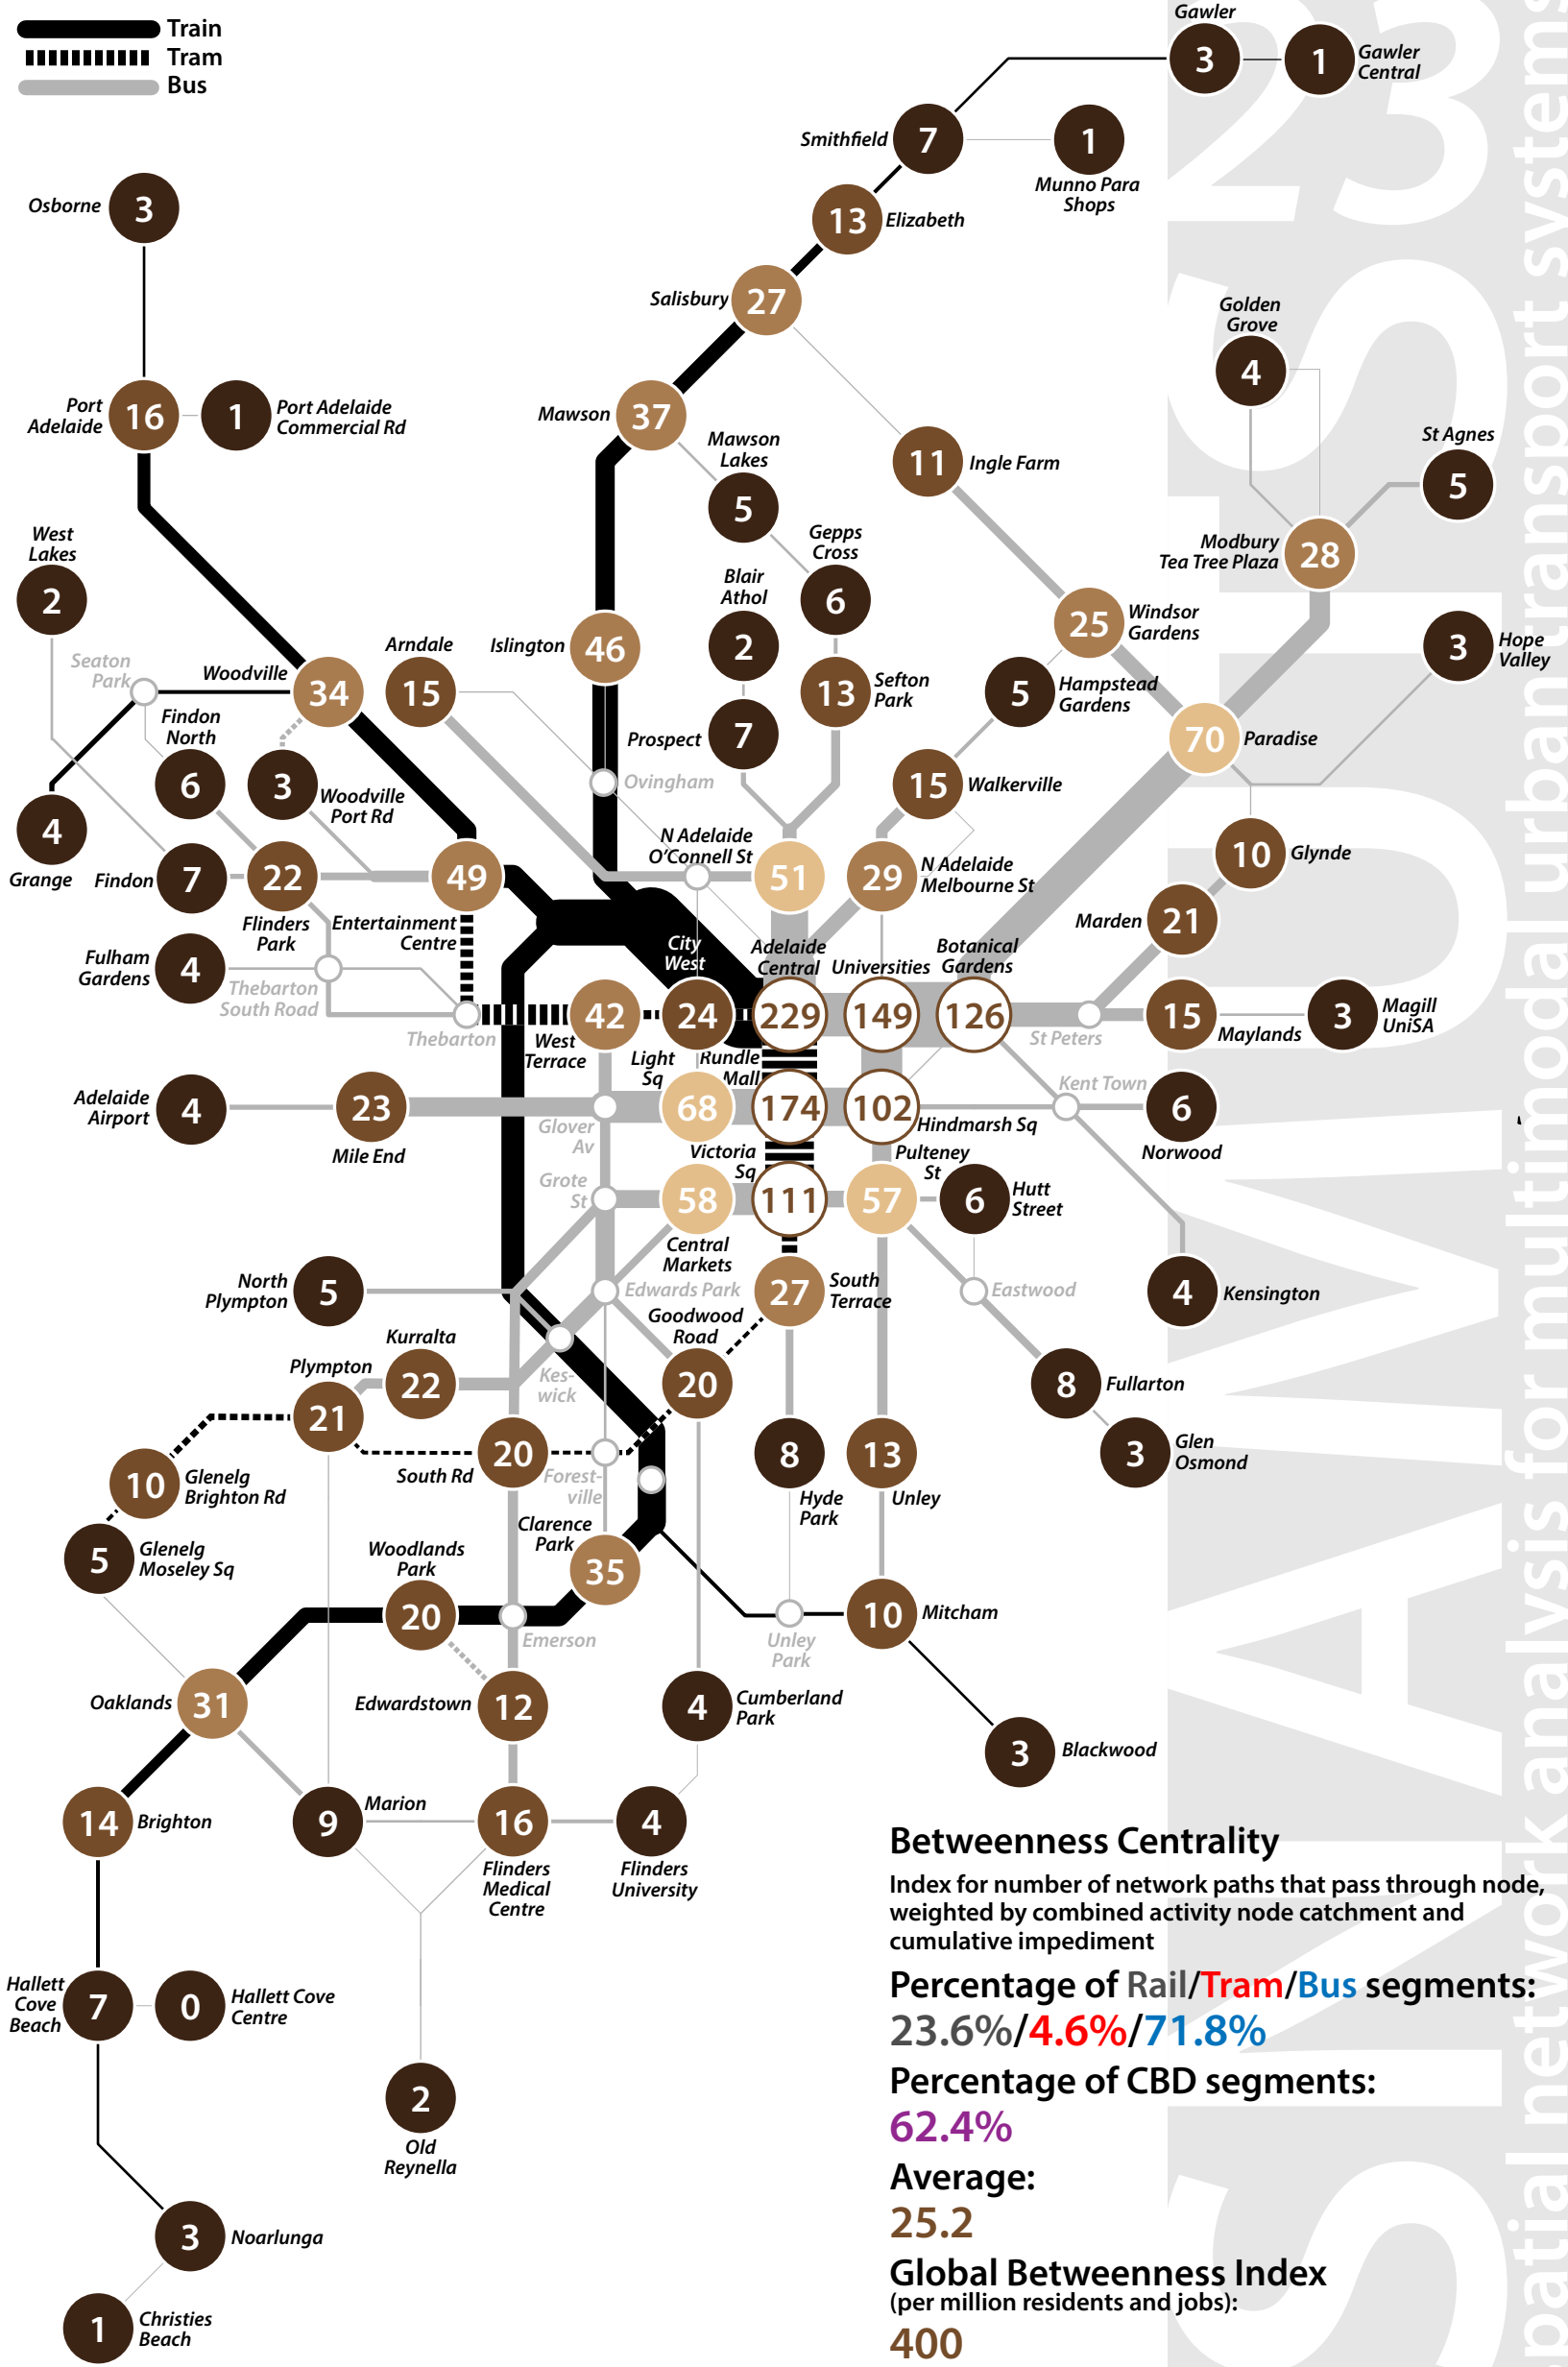 Train
Tram
Bus
Gawler
3
1
Gawler
Central
Smithfield
7
1
Munno Para
Shops
Osborne
3
13
Elizabeth
Salisbury
27
Golden
Grove
4
Port
Adelaide
16
1
Port Adelaide
Commercial Rd
Mawson
37
Mawson
Lakes
5
11
Ingle Farm
St Agnes
5
West
Lakes
2
Gepps
Cross
6
Blair
Athol
2
Modbury
Tea Tree Plaza
28
25
Windsor
Gardens
3
Hope
Valley
Seaton
Park
Woodville
34
Arndale
15
Islington
46
13
Sefton
Park
5
Hampstead
Gardens
Prospect
7
70
Paradise
Findon
North
6
3
Woodville
Port Rd
Ovingham
15
Walkerville
4
Grange
Findon
7
22
Flinders
Park
49
Entertainment
Centre
N Adelaide
O'Connell St
51
29
N Adelaide
Melbourne St
10
Glynde
Marden
21
Fulham
Gardens
4
Thebarton
South Road
Thebarton
City
West
24
Adelaide
Central
229
Universities
149
Botanical
Gardens
126
42
West
Terrace
St Peters
15
Maylands
3
Magill
UniSA
Light
Sq
68
Rundle
Mall
174
102
Hindmarsh Sq
Kent Town
6
Norwood
Adelaide
Airport
4
23
Mile End
Glover
Av
Grote
St
58
Central
Markets
Victoria
Sq
111
Pulteney
St
57
6
Hutt
Street
North
Plympton
5
Edwards Park
27
South
Terrace
Eastwood
4
Kensington
Kurralta
22
Kes-
wick
Goodwood
Road
20
8
Fullarton
Plympton
21
South Rd
20
Forest-
ville
8
Hyde
Park
13
Unley
3
Glen
Osmond
10
Glenelg
Brighton Rd
5
Glenelg
Moseley Sq
Woodlands
Park
20
Clarence
Park
35
Emerson
Unley
Park
10
Mitcham
Oaklands
31
Edwardstown
12
4
Cumberland
Park
3
Blackwood
14
Brighton
9
Marion
16
Flinders
Medical
Centre
4
Flinders
University
Hallett
Cove
Beach
7
0
Hallett Cove
Centre
2
Old
Reynella
3
Noarlunga
1
Christies
Beach
Betweenness Centrality
Index for number of network paths that pass through node,
weighted by combined activity node catchment and
cumulative impediment
Percentage of Rail/Tram/Bus segments:
23.6%/4.6%/71.8%
Percentage of CBD segments:
62.4%
Average:
25.2
Global Betweenness Index
(per million residents and jobs):
400
SNAMUTS 23
spatial network analysis for multimodal urban transport systems